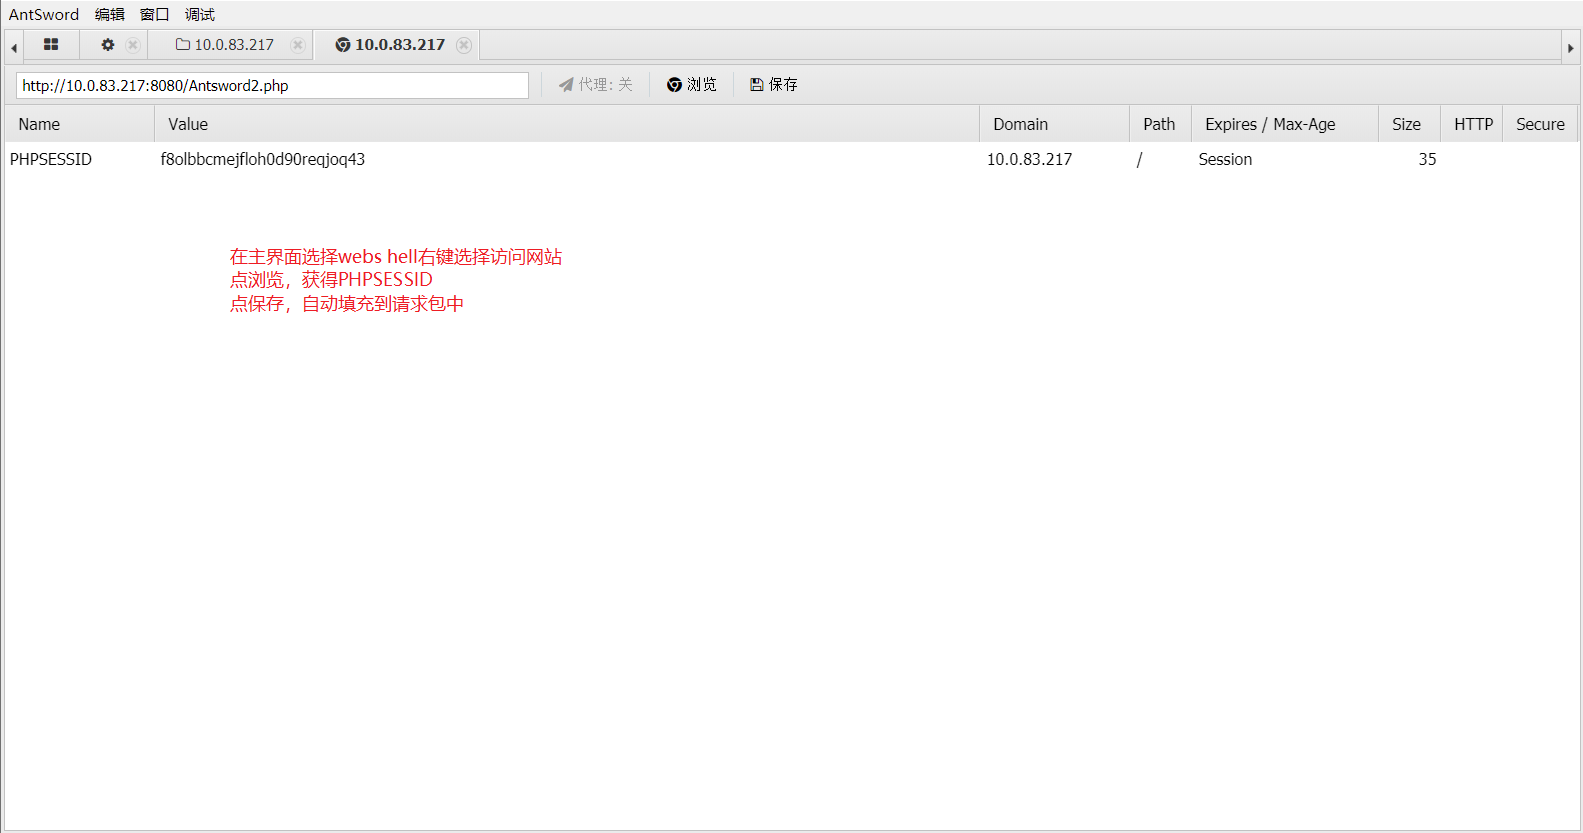 AntSword 编辑 窗口 调试
10.0.83.217 10.0.83.217
http://10.0.83.217:8080/Antsword2.php 代理: 关 浏览 保存
Name Value Domain Path Expires / Max-Age Size HTTP Secure
PHPSESSID f8olbbcmejfloh0d90reqjoq43 10.0.83.217 / Session 35
在主界面选择webs hell右键选择访问网站
点浏览，获得PHPSESSID
点保存，自动填充到请求包中